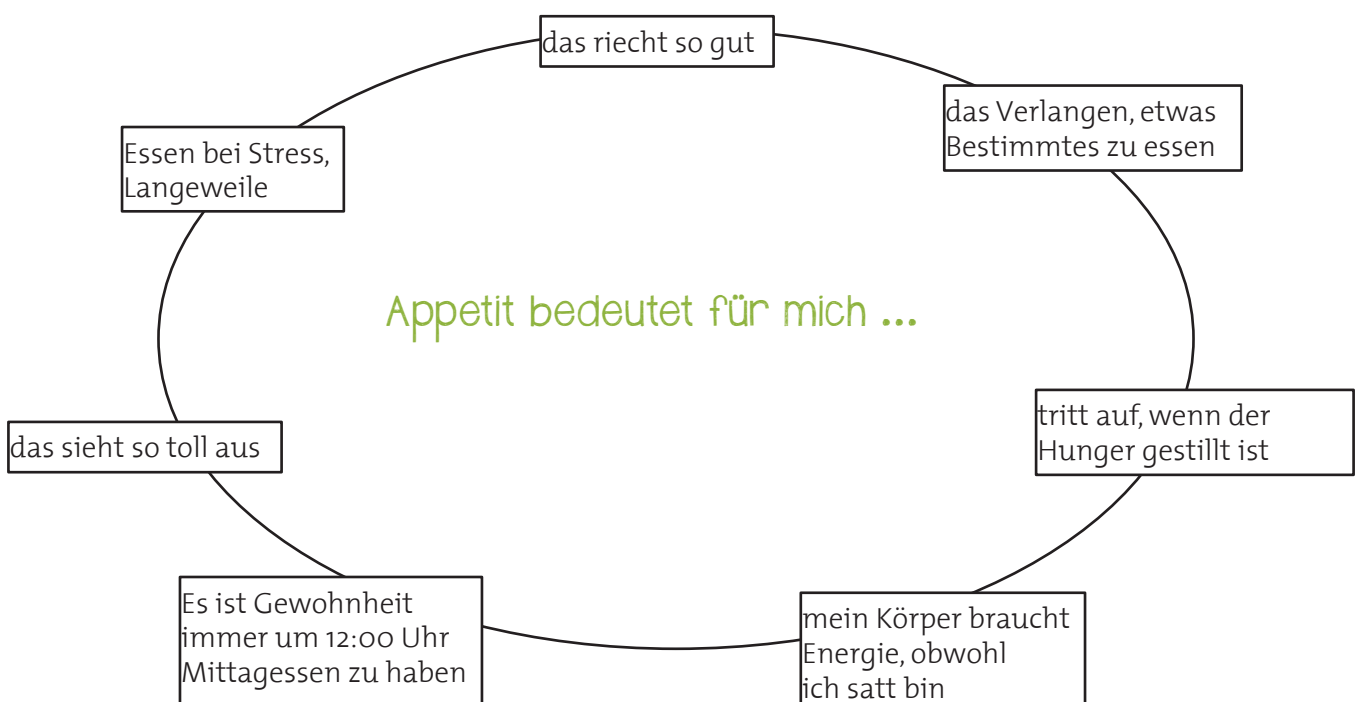 das riecht so gut
das Verlangen, etwas
Bestimmtes zu essen
Essen bei Stress,
Langeweile
Appetit bedeutet für mich ...
tritt auf, wenn der
Hunger gestillt ist
das sieht so toll aus
Es ist Gewohnheit
immer um 12:00 Uhr
Mittagessen zu haben
mein Körper braucht
Energie, obwohl
ich satt bin